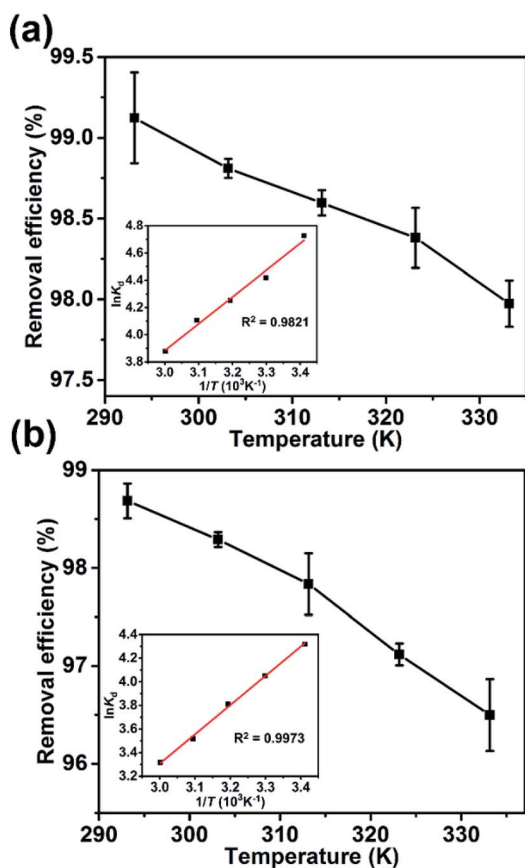 (a)
99.5
99.0
98.5
98.0
97.5
Removal efficiency (%)
4.8
4.6
4.4
4.2
4.0
3.8
lnK_d
R² = 0.9821
3.0 3.1 3.2 3.3 3.4
1/T (10³K⁻¹)
290 300 310 320 330
Temperature (K)
(b)
99
98
97
96
Removal efficiency (%)
4.4
4.2
4.0
3.8
3.6
3.4
3.2
lnK_d
R² = 0.9973
3.0 3.1 3.2 3.3 3.4
1/T (10³K⁻¹)
290 300 310 320 330
Temperature (K)